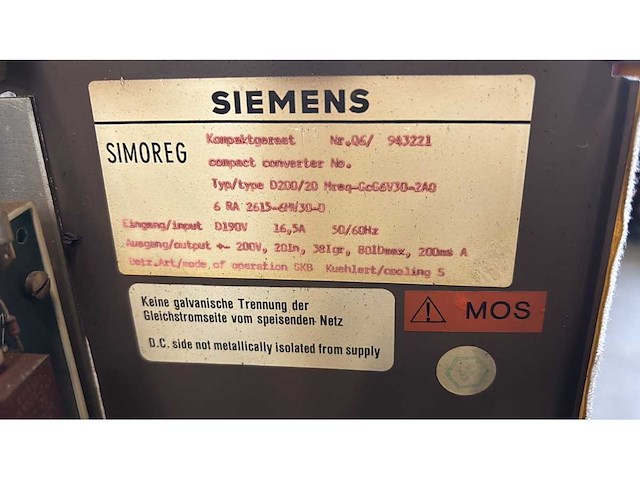 SIEMENS
SIMOREG
Kompaktgeraet Nr.Q6/ 943221
compact converter No.
Typ/type D200/20 Mreq-GcG6V30-2A0
6 RA 2613-6MV30-0
Eingang/input D190V 16,5A 50/60Hz
Ausgang/output +- 200V, 20In, 38Igr, 80IDmax, 200ms A
Betr.Art/mode of operation SKB Kuehlart/cooling S
Keine galvanische Trennung der
Gleichstromseite vom speisenden Netz
D.C. side not metallically isolated from supply
MOS